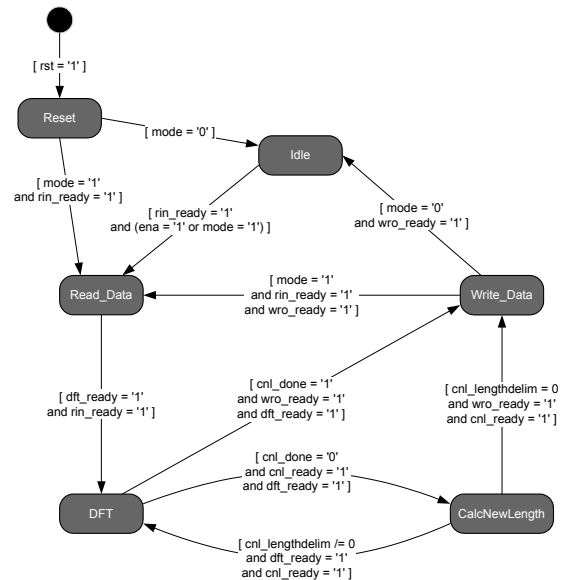 [ rst = '1' ]
Reset
[ mode = '0' ]
Idle
[ mode = '1'
and rin_ready = '1' ]
[ rin_ready = '1'
and (ena = '1' or mode = '1') ]
[ mode = '0'
and wro_ready = '1' ]
Read_Data
[ mode = '1'
and rin_ready = '1'
and wro_ready = '1' ]
Write_Data
[ dft_ready = '1'
and rin_ready = '1' ]
[ cnl_done = '1'
and wro_ready = '1'
and dft_ready = '1' ]
[ cnl_lengthdelim = 0
and wro_ready = '1'
and cnl_ready = '1' ]
[ cnl_done = '0'
and cnl_ready = '1'
and dft_ready = '1' ]
DFT
CalcNewLength
[ cnl_lengthdelim /= 0
and dft_ready = '1'
and cnl_ready = '1' ]